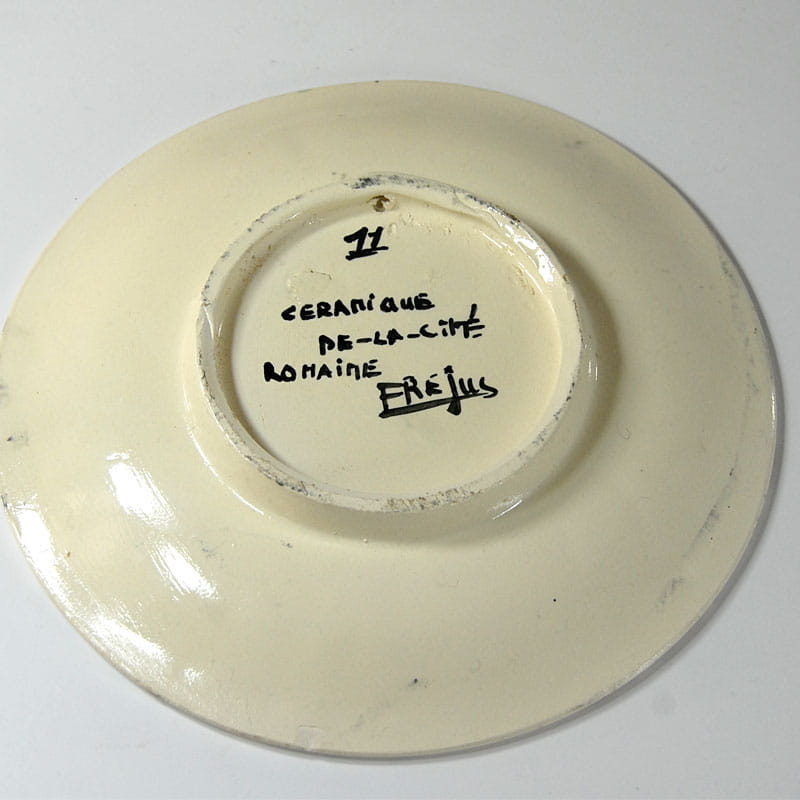 11
CERAMiQUE
DE-LA-CiTÉ
ROMAiNE
FRÉjUS